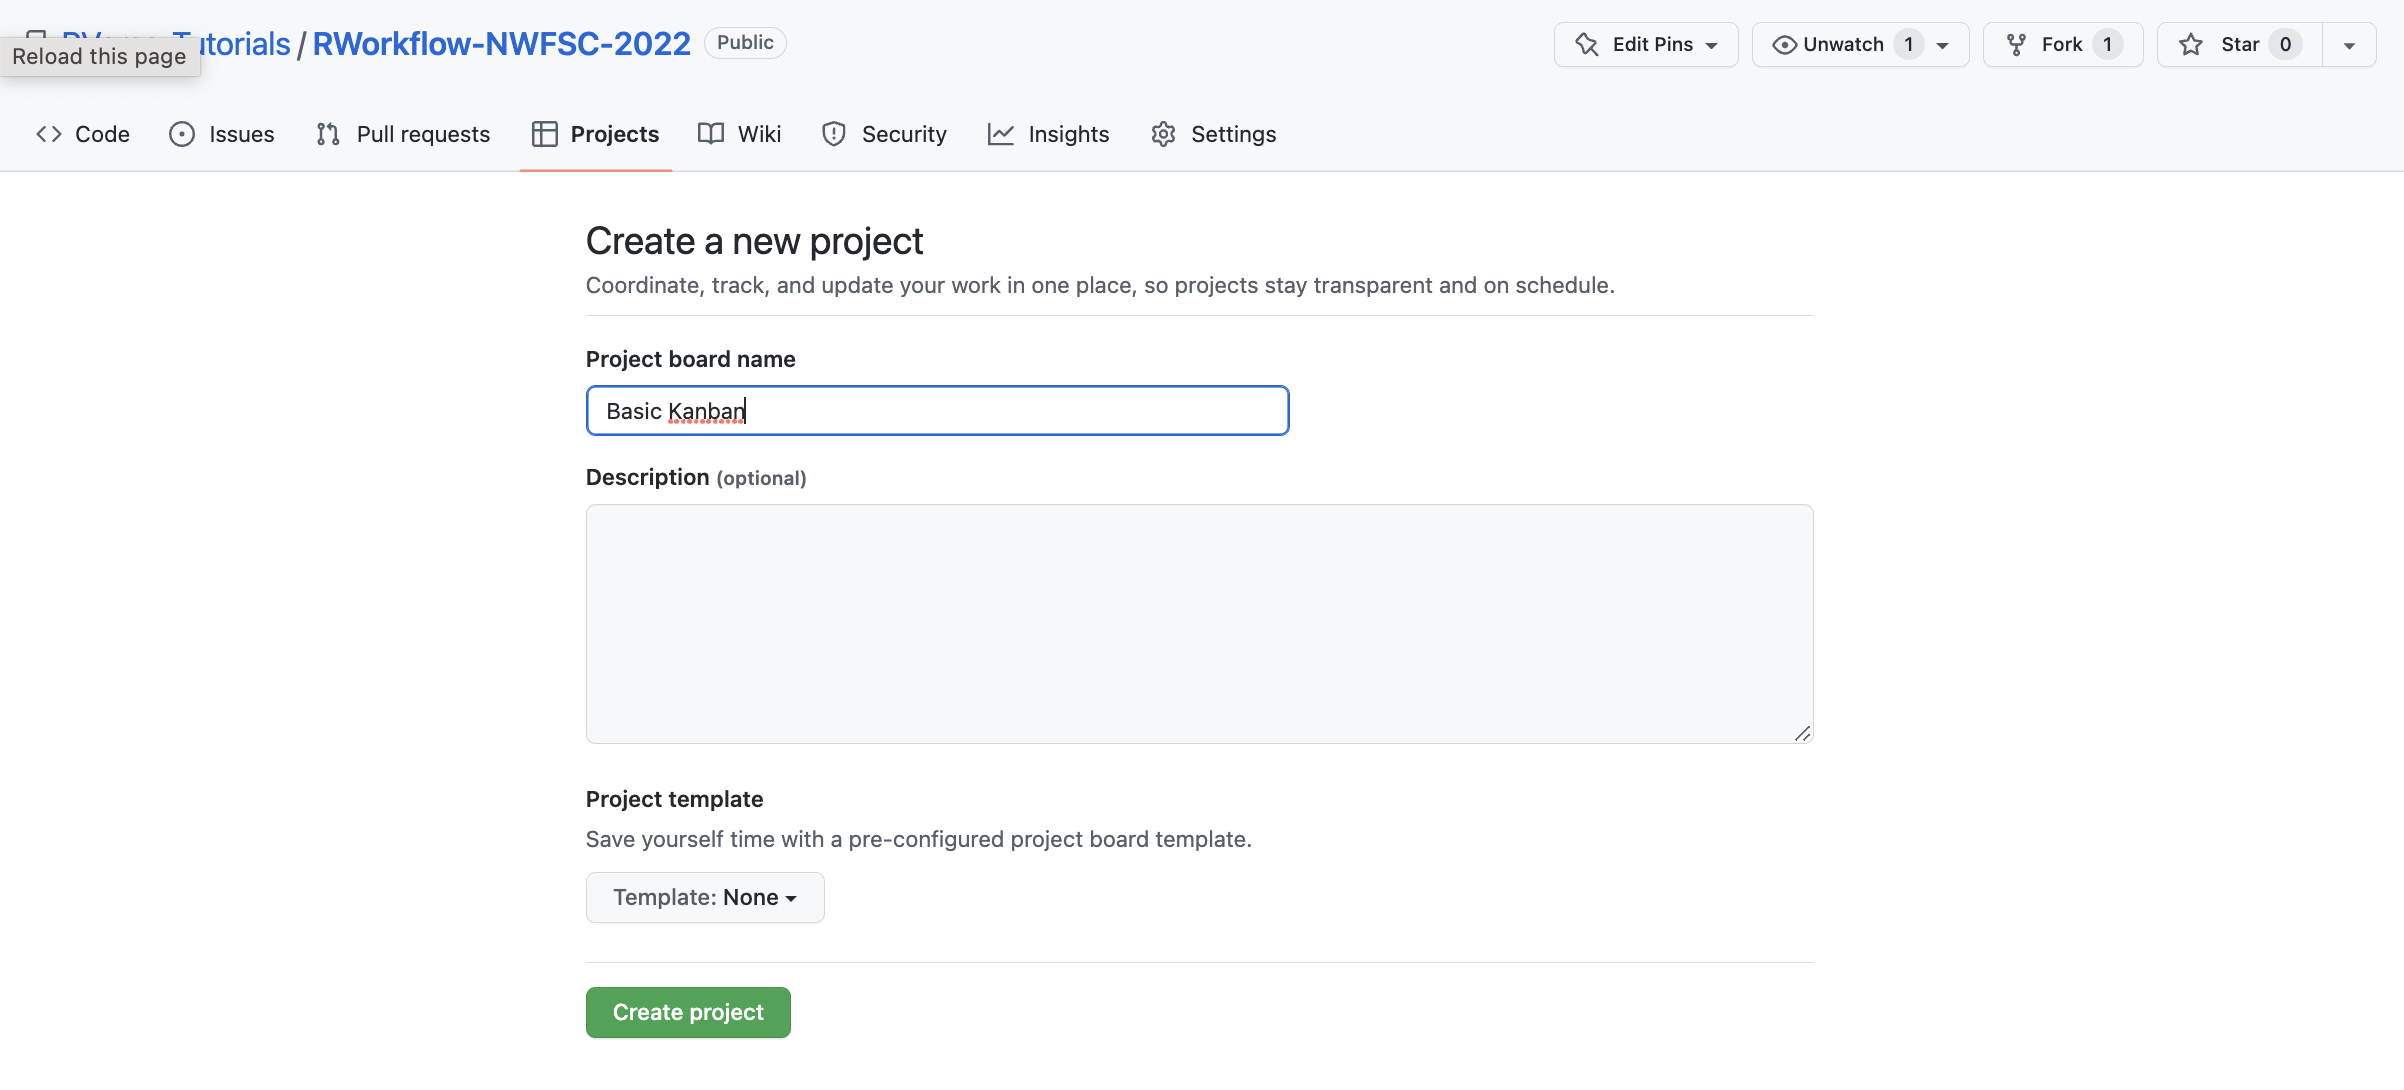 Reload this page
utorials / RWorkflow-NWFSC-2022 Public
Edit Pins Unwatch 1 Fork 1 Star 0
Code Issues Pull requests Projects Wiki Security Insights Settings
Create a new project
Coordinate, track, and update your work in one place, so projects stay transparent and on schedule.
Project board name
Basic Kanban
Description (optional)
Project template
Save yourself time with a pre-configured project board template.
Template: None
Create project